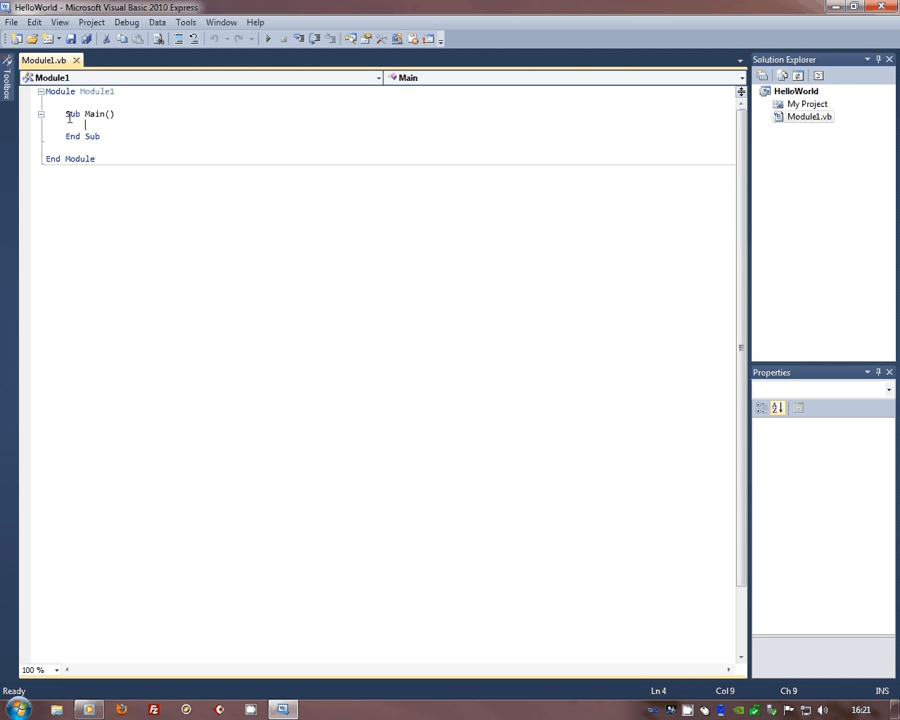 HelloWorld - Microsoft Visual Basic 2010 Express
File Edit View Project Debug Data Tools Window Help
Module1.vb
Solution Explorer
Toolbox
Module1
Main
HelloWorld
My Project
Module1.vb
Module Module1
Sub Main()
End Sub
End Module
Properties
100 %
Ready
Ln 4
Col 9
Ch 9
INS
16:21